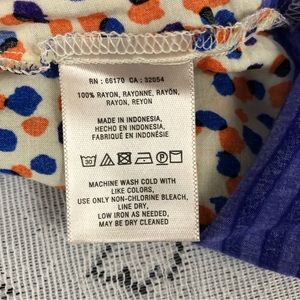 RN : 66170 CA : 32054
100% RAYON, RAYONNE, RAYÓN,
RAYON, REYON
MADE IN INDONESIA,
HECHO EN INDONESIA,
FABRIQUÉ EN INDONÉSIE
30
MACHINE WASH COLD WITH
LIKE COLORS,
USE ONLY NON-CHLORINE BLEACH,
LINE DRY,
LOW IRON AS NEEDED,
MAY BE DRY CLEANED